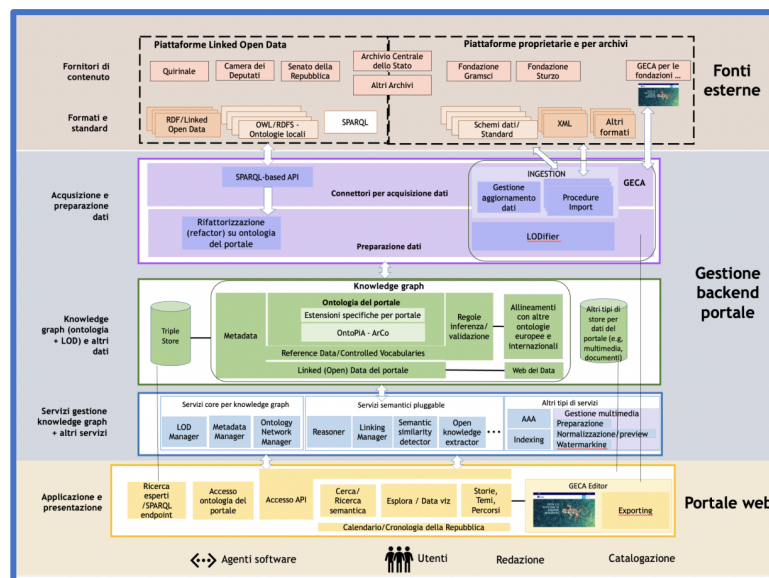 Piattaforme Linked Open Data
Piattaforme proprietarie e per archivi
Fornitori di
contenuto
Quirinale
Camera dei
Deputati
Senato della
Repubblica
Archivio Centrale
dello Stato
Altri Archivi
Fondazione
Gramsci
Fondazione
Sturzo
GECA per le
fondazioni ...
Fonti
esterne
Formati e
standard
RDF/Linked
Open Data
OWL/RDFS -
Ontologie locali
SPARQL
Schemi dati/
Standard
XML
Altri
formati
Acquisizione e
preparazione
dati
SPARQL-based API
Connettori per acquisizione dati
INGESTION
GECA
Gestione
aggiornamento
dati
Procedure
Import
Rifattorizzazione
(refactor) su ontologia
del portale
Preparazione dati
LODifier
Gestione
backend
portale
Knowledge
graph (ontologia
+ LOD) e altri
dati
Knowledge graph
Triple
Store
Metadata
Ontologia del portale
Estensioni specifiche per portale
OntoPiA - ArCo
Regole
inferenza/
validazione
Allineamenti
con altre
ontologie
europee e
internazionali
Reference Data/Controlled Vocabularies
Linked (Open) Data del portale
Web dei Data
Altri tipi di
store per
dati del
portale (e.g,
multimedia,
documenti)
Servizi gestione
knowledge graph +
altri servizi
Servizi core per knowledge graph
LOD
Manager
Metadata
Manager
Ontology
Network
Manager
Servizi semantici pluggable
Reasoner
Linking
Manager
Semantic
similarity
detector
Open
knowledge
extractor
...
Altri tipi di servizi
AAA
Indexing
Gestione multimedia
Preparazione
Normalizzazione/preview
Watermarking
Applicazione e
presentazione
Ricerca
esperti
/SPARQL
endpoint
Accesso
ontologia del
portale
Accesso API
Cerca/
Ricerca
semantica
Esplora / Data viz
Storie,
Temi,
Percorsi
Calendario/Cronologia della Repubblica
GECA Editor
Exporting
Portale web
Agenti software
Utenti
Redazione
Catalogazione